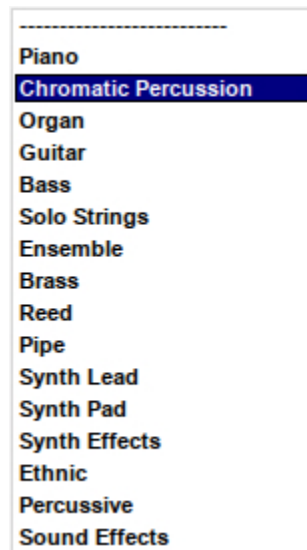 --------------------------
Piano
Chromatic Percussion
Organ
Guitar
Bass
Solo Strings
Ensemble
Brass
Reed
Pipe
Synth Lead
Synth Pad
Synth Effects
Ethnic
Percussive
Sound Effects